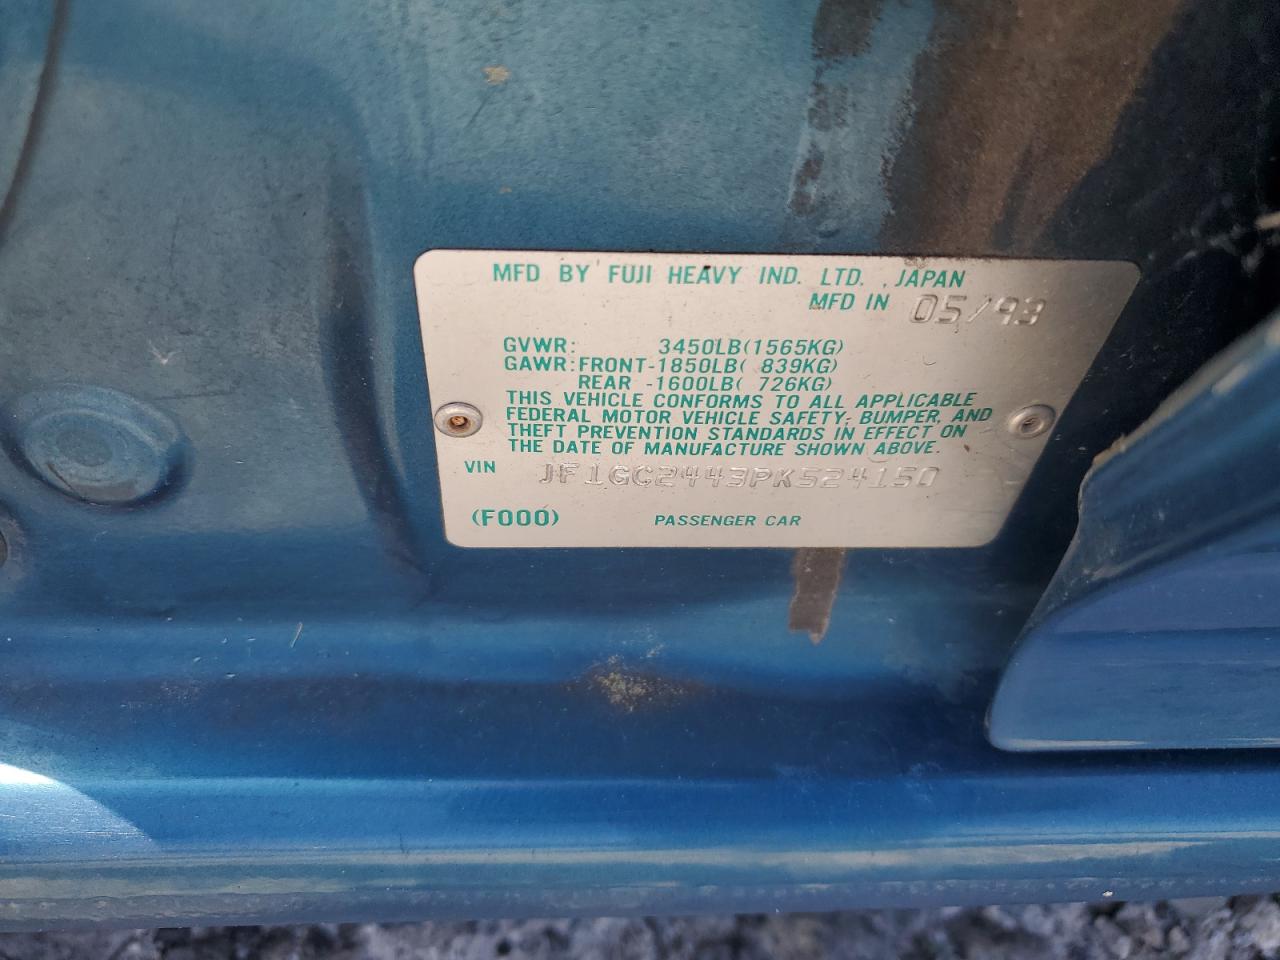 MFD BY FUJI HEAVY IND. LTD. , JAPAN
MFD IN 05/93
GVWR: 3450LB(1565KG)
GAWR:FRONT-1850LB( 839KG)
REAR -1600LB( 726KG)
THIS VEHICLE CONFORMS TO ALL APPLICABLE
FEDERAL MOTOR VEHICLE SAFETY, BUMPER, AND
THEFT PREVENTION STANDARDS IN EFFECT ON
THE DATE OF MANUFACTURE SHOWN ABOVE.
VIN JF1GC2443PK524150
(F000) PASSENGER CAR